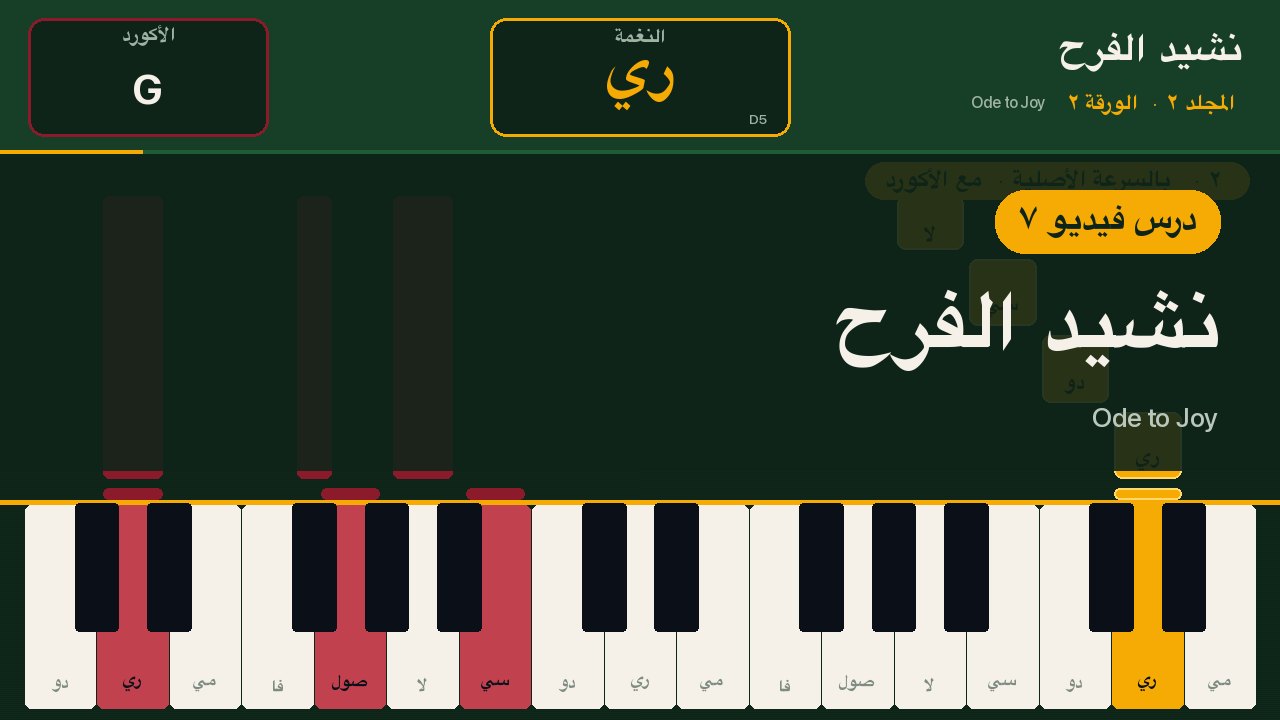 نشيد الفرح
المجلد ٢ · الورقة ٢ Ode to Joy
النغمة
ري
D5
الأكورد
G
٢ · بالسرعة الأصلية · مع الأكورد
درس فيديو ٧
لا
سي
نشيد الفرح
دو
Ode to Joy
ري
دو ري مي فا صول لا سي دو ري مي فا صول لا سي دو ري مي